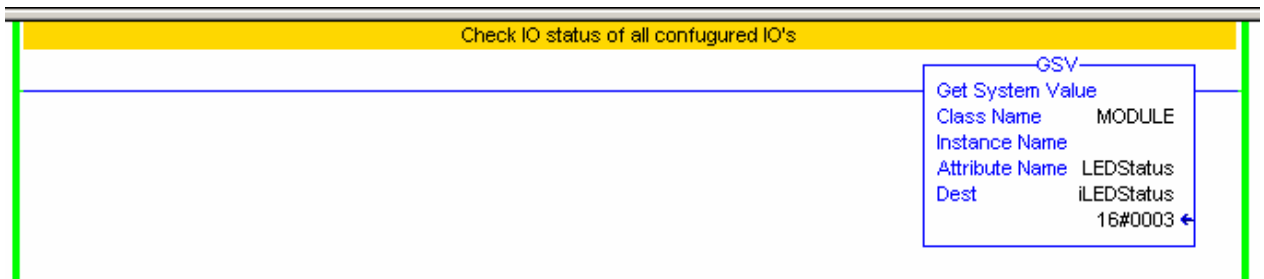 Check IO status of all confugured IO's
GSV
Get System Value
Class Name MODULE
Instance Name
Attribute Name LEDStatus
Dest iLEDStatus
16#0003